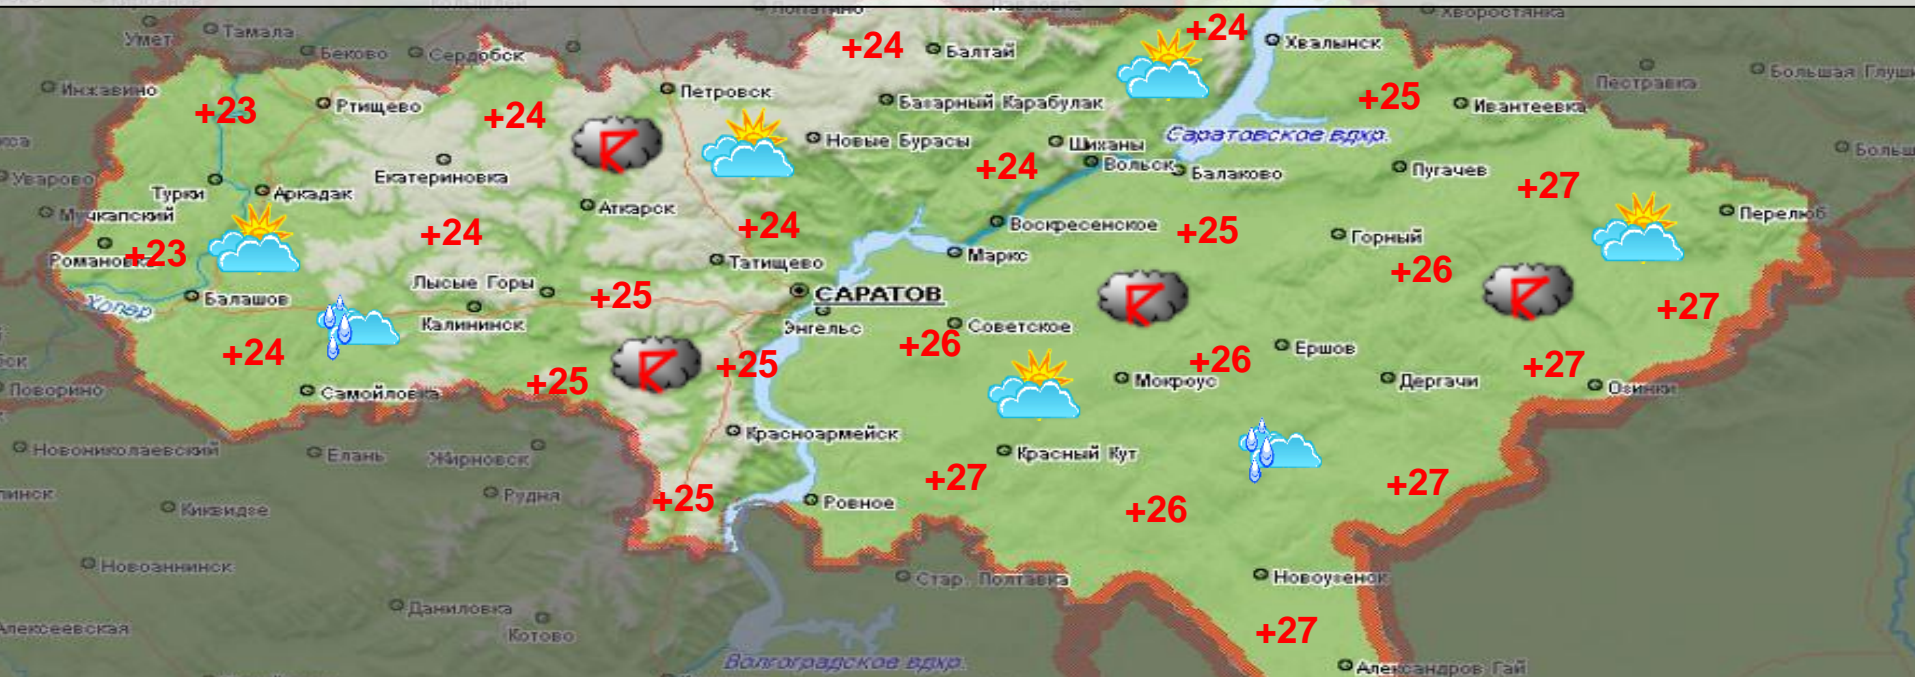 Хворостянка
Умет
Тамала
Беково
Сердобск
+24
Балтай
+24
Хвалынск
Пестравка
Инжавино
+23
Ртищево
+24
Петровск
Базарный Карабулак
+25
Ивантеевка
Новые Бурасы
Шиханы
Саратовское вдхр.
Екатериновка
+24
Вольск
Балаково
Пугачев
Уварово
Турки
Аркадак
+27
Мучкапский
Аткарск
+24
+24
Воскресенское
+25
Горный
Перелюб
Романовка
+23
Татищево
Маркс
+26
Лысые Горы
Хопер
Балашов
+25
САРАТОВ
+27
Калининск
Энгельс
Советское
+24
+26
+26
Ершов
+25
+27
Поворино
Самойловка
+25
Мокроус
Дергачи
Озинки
Новониколаевский
Елань
Жирновск
Красноармейск
Красный Кут
+27
+27
Рудня
+25
Ровное
+26
Киквидзе
Новоаннинск
Стар. Полтавка
Новоузенск
Даниловка
Котово
Алексеевская
+27
Волгоградское вдхр.
Александров Гай